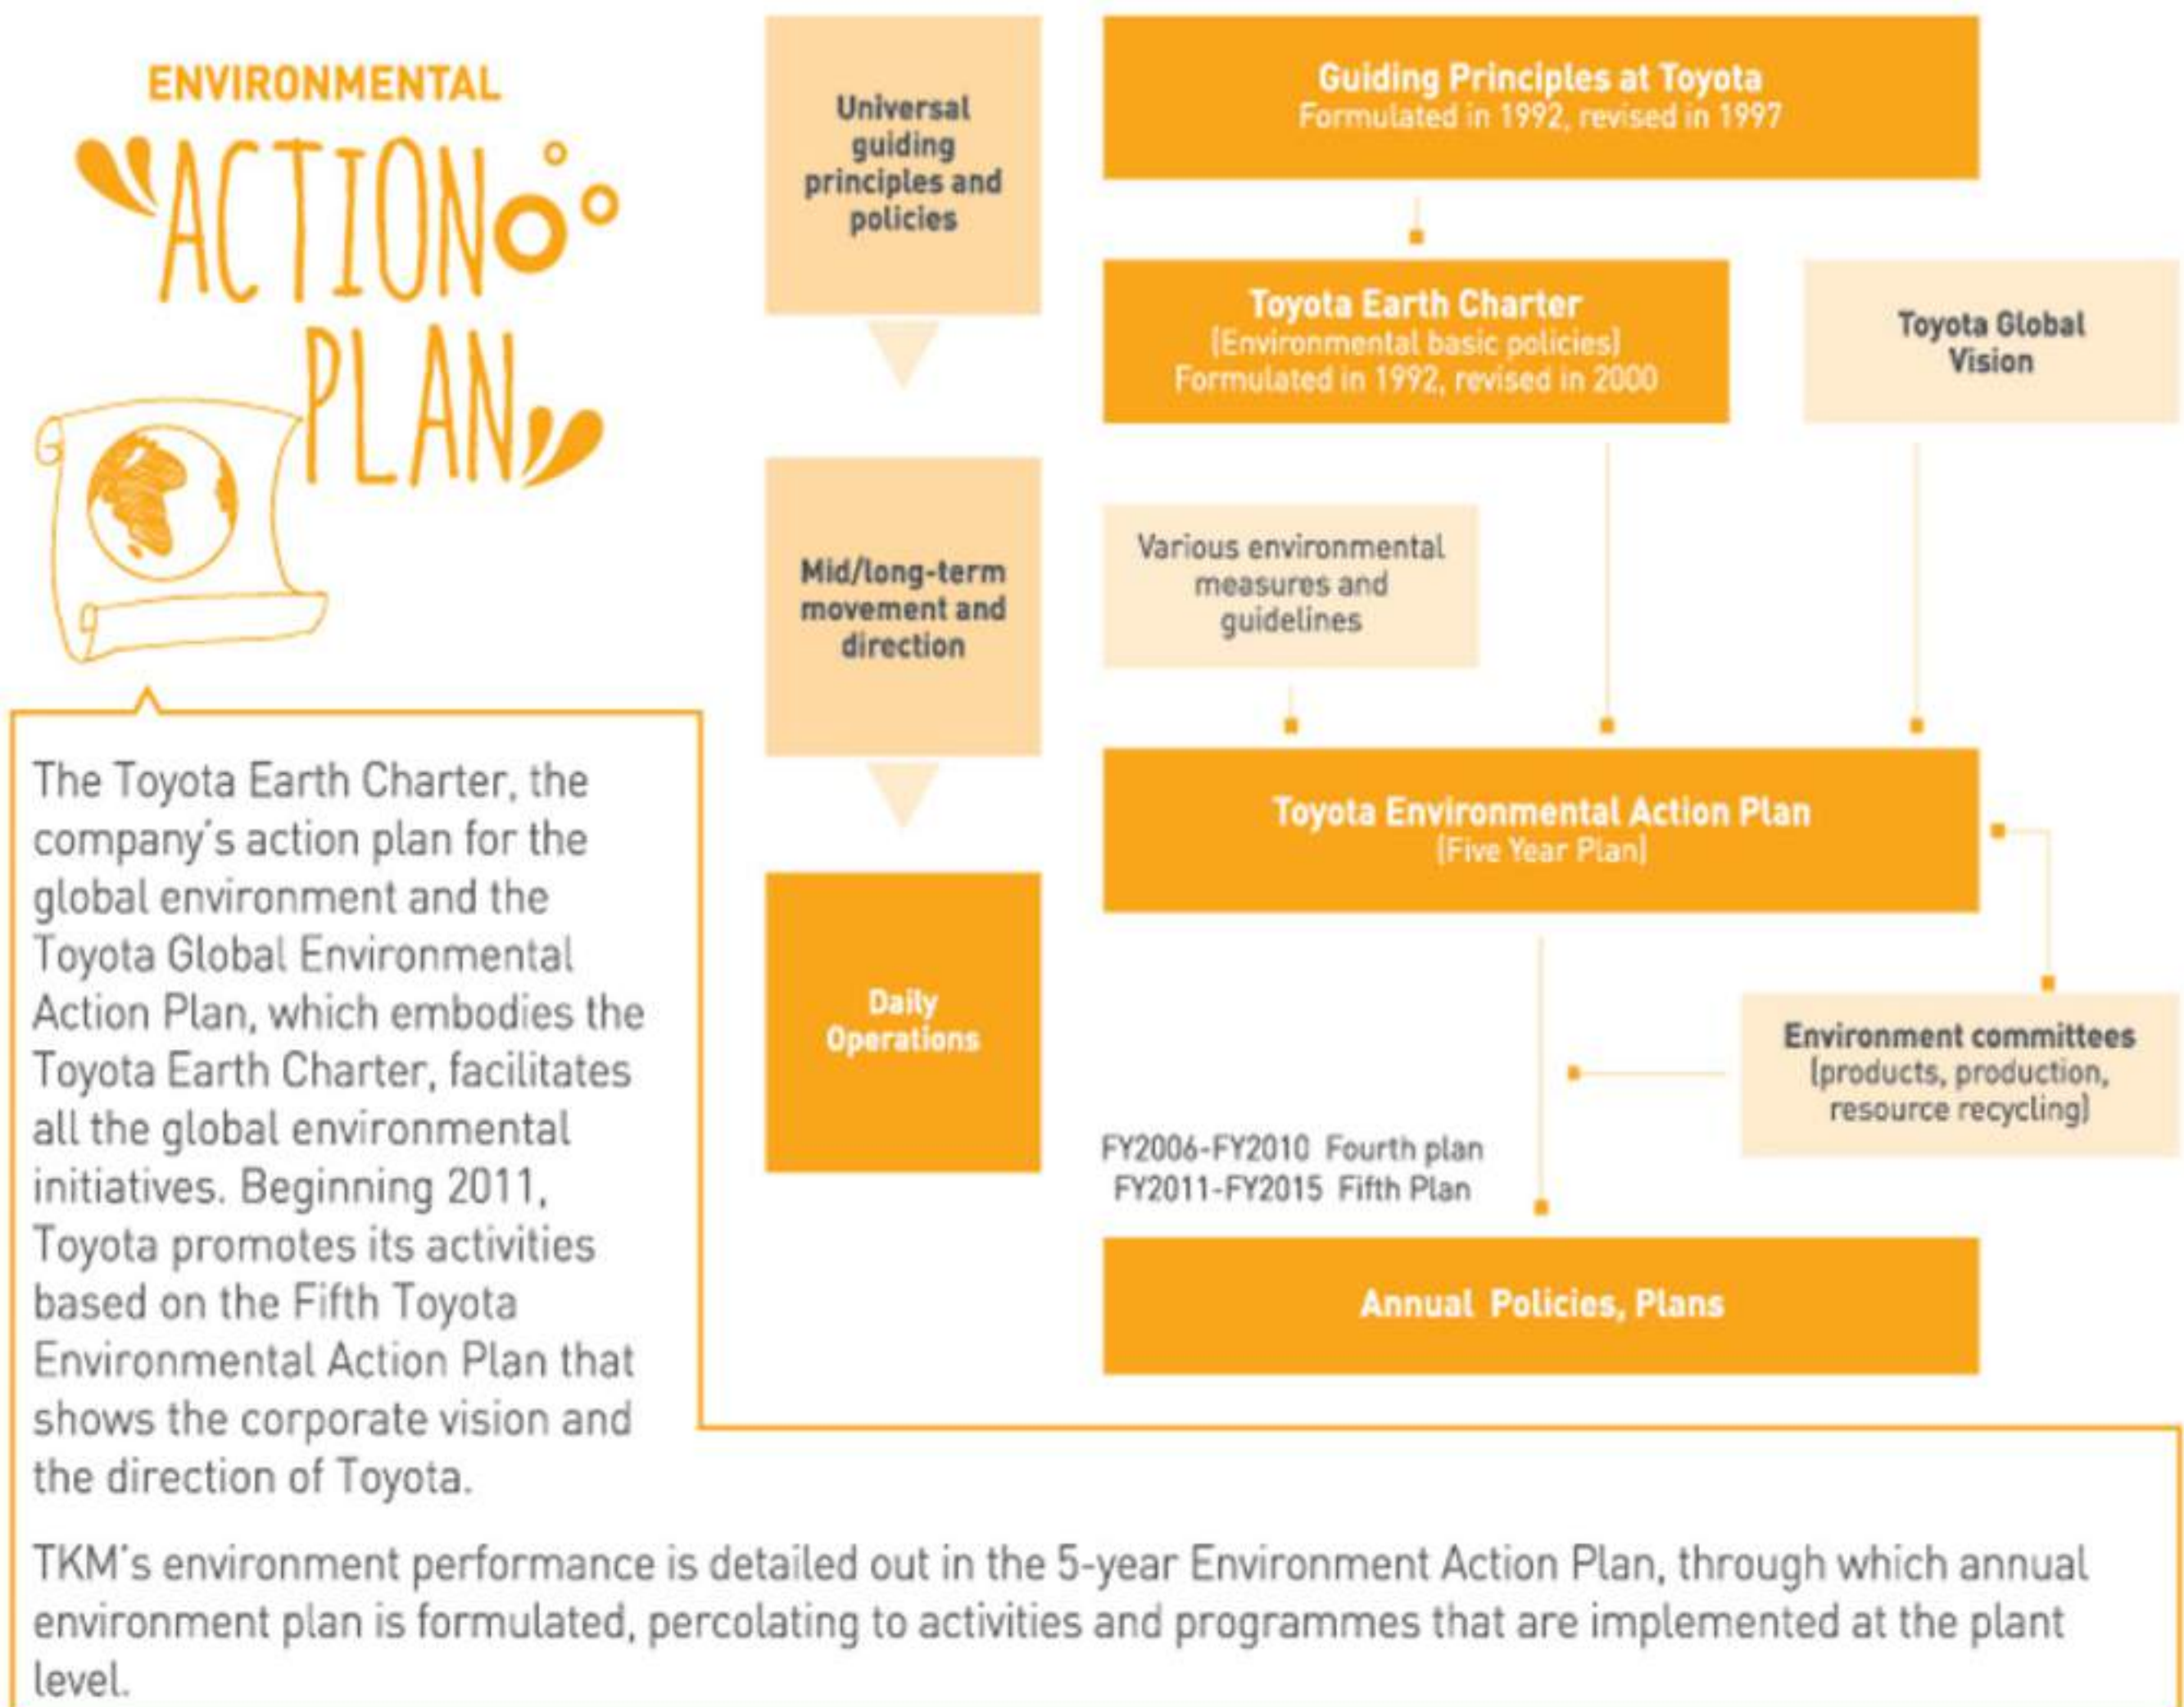 ENVIRONMENTAL
ACTION
PLAN
The Toyota Earth Charter, the
company's action plan for the
global environment and the
Toyota Global Environmental
Action Plan, which embodies the
Toyota Earth Charter, facilitates
all the global environmental
initiatives. Beginning 2011,
Toyota promotes its activities
based on the Fifth Toyota
Environmental Action Plan that
shows the corporate vision and
the direction of Toyota.
TKM's environment performance is detailed out in the 5-year Environment Action Plan, through which annual
environment plan is formulated, percolating to activities and programmes that are implemented at the plant
level.
Universal
guiding
principles and
policies
Mid/long-term
movement and
direction
Daily
Operations
Guiding Principles at Toyota
Formulated in 1992, revised in 1997
Toyota Earth Charter
(Environmental basic policies)
Formulated in 1992, revised in 2000
Toyota Global
Vision
Various environmental
measures and
guidelines
Toyota Environmental Action Plan
(Five Year Plan)
Environment committees
(products, production,
resource recycling)
FY2006-FY2010 Fourth plan
FY2011-FY2015 Fifth Plan
Annual Policies, Plans